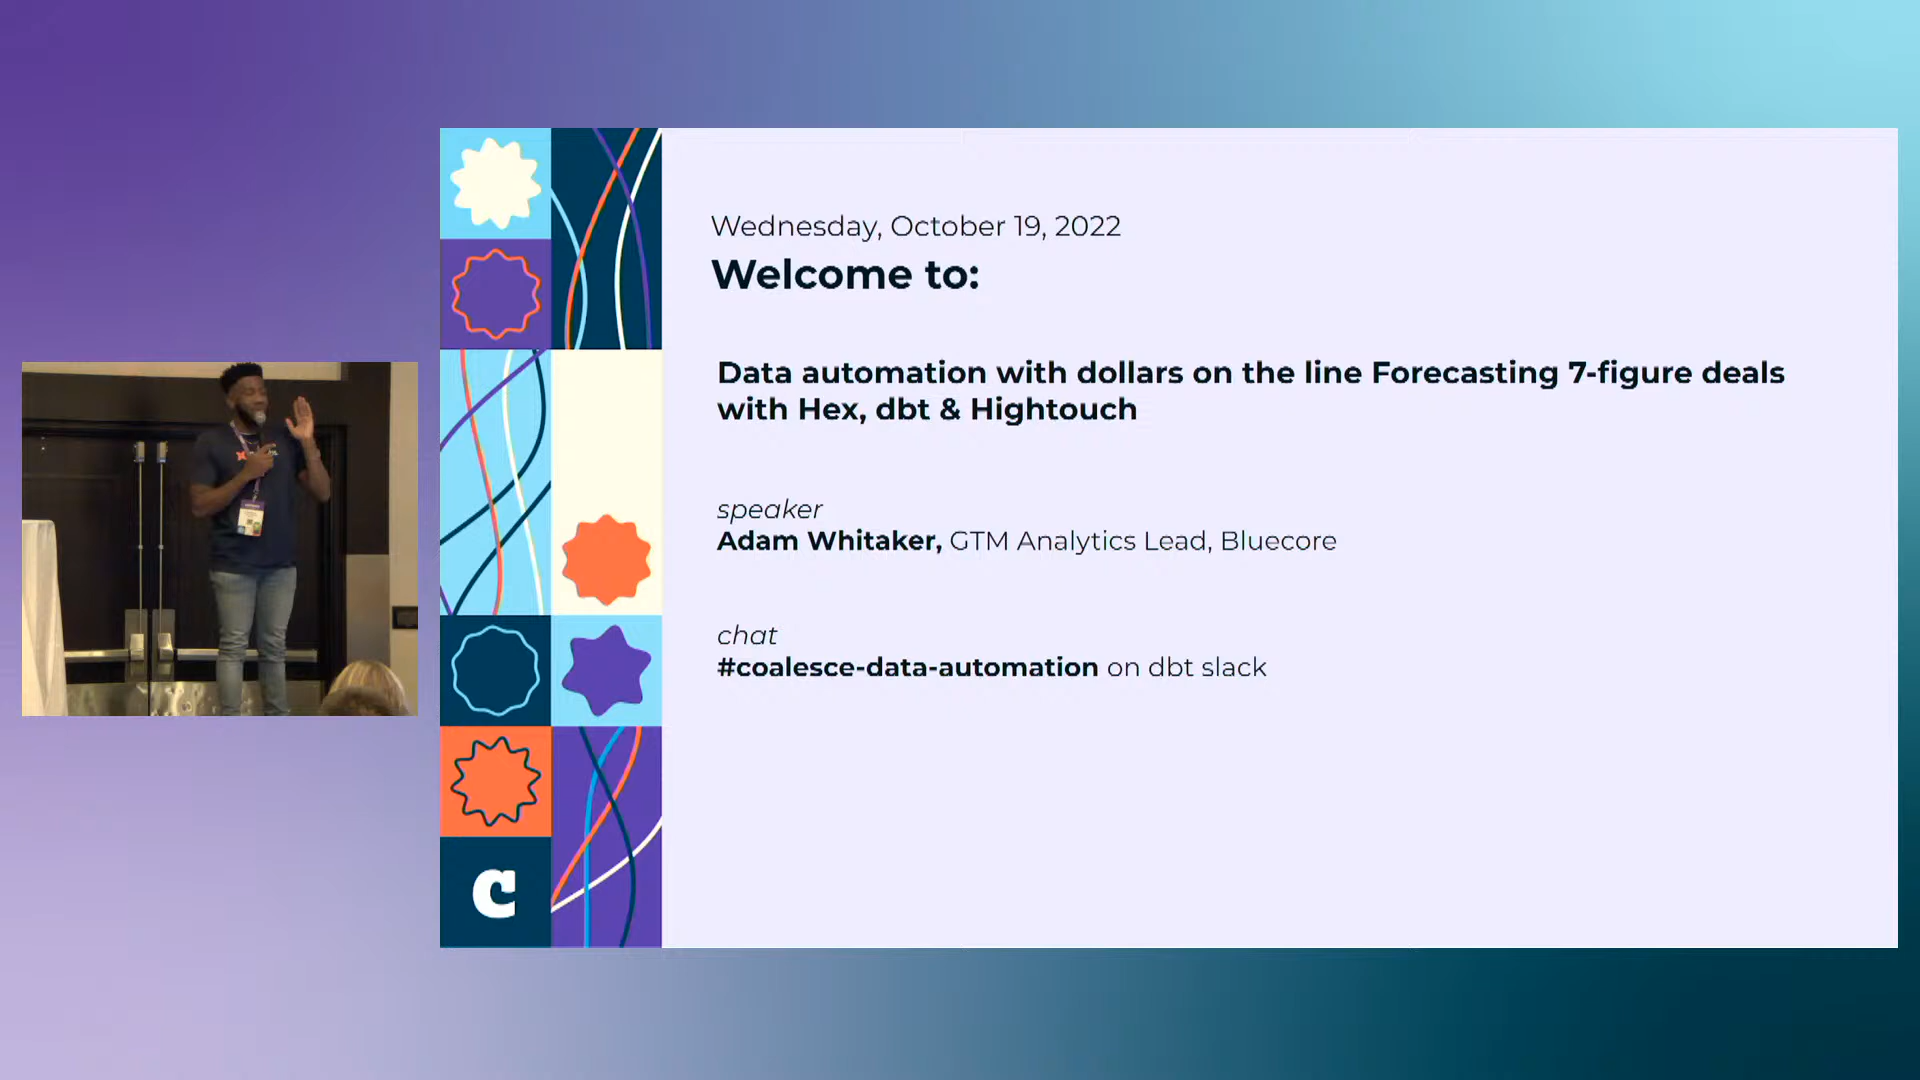 Wednesday, October 19, 2022
Welcome to:
Data automation with dollars on the line Forecasting 7-figure deals
with Hex, dbt & Hightouch
speaker
Adam Whitaker, GTM Analytics Lead, Bluecore
chat
#coalesce-data-automation on dbt slack
C